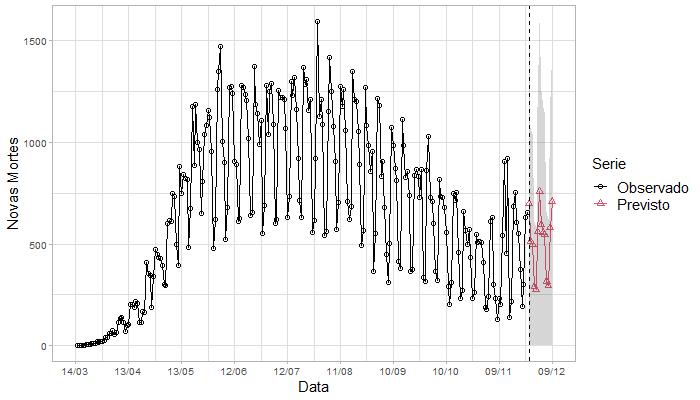 1500
1000
500
0
Novas Mortes
14/03
13/04
13/05
12/06
12/07
11/08
10/09
10/10
09/11
09/12
Data
Serie
Observado
Previsto